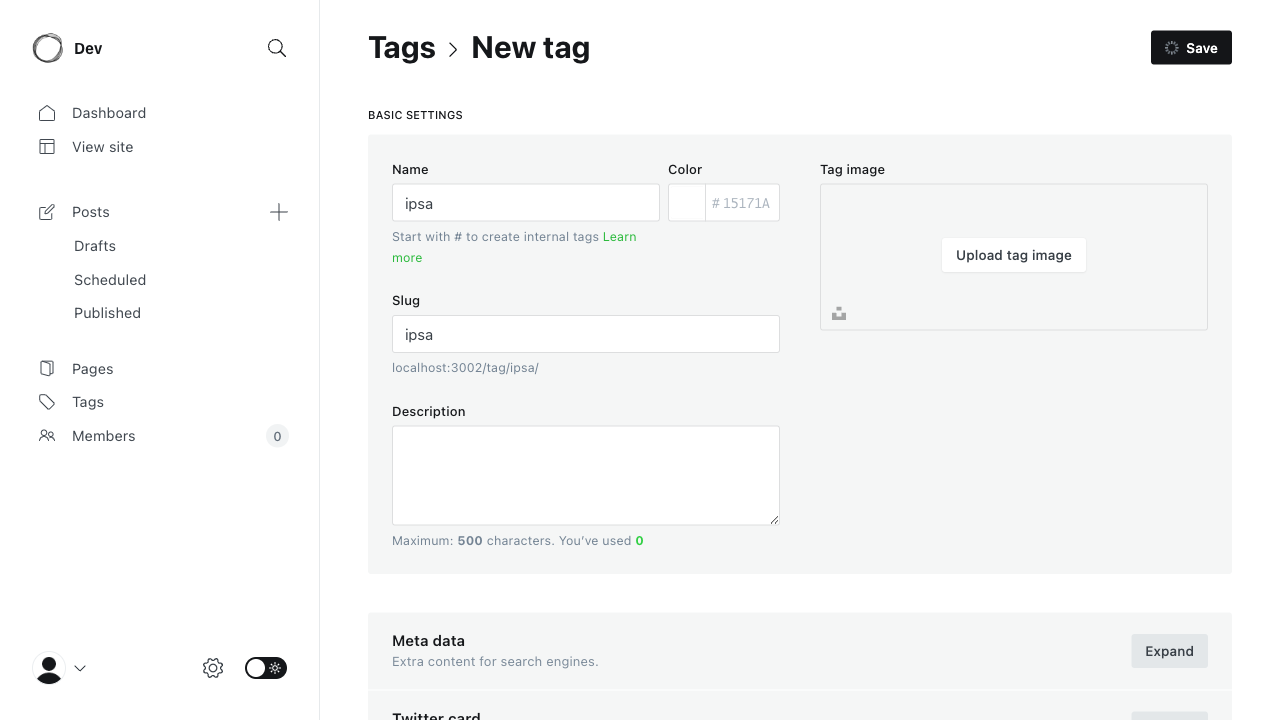 Dev
Dashboard
View site
Posts
Drafts
Scheduled
Published
Pages
Tags
Members 0
Tags > New tag
Save
BASIC SETTINGS
Name
ipsa
Start with # to create internal tags Learn
more
Color
# 15171A
Slug
ipsa
localhost:3002/tag/ipsa/
Description
Maximum: 500 characters. You've used 0
Tag image
Upload tag image
Meta data
Extra content for search engines.
Expand
Twitter card